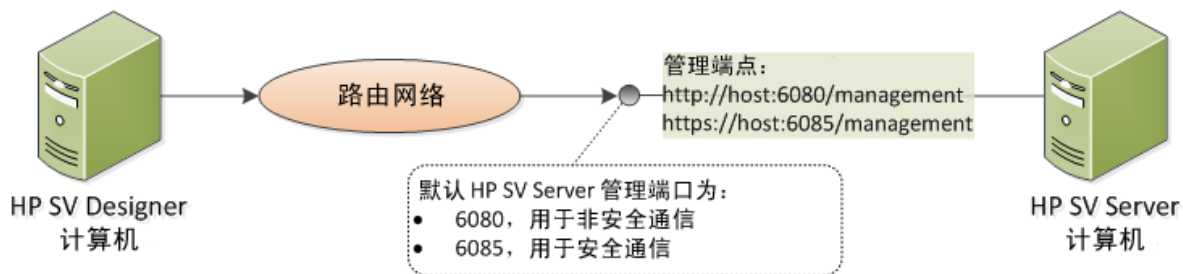 HP SV Designer
计算机
路由网络
管理端点：
http://host:6080/management
https://host:6085/management
默认 HP SV Server 管理端口为：
• 6080，用于非安全通信
• 6085，用于安全通信
HP SV Server
计算机